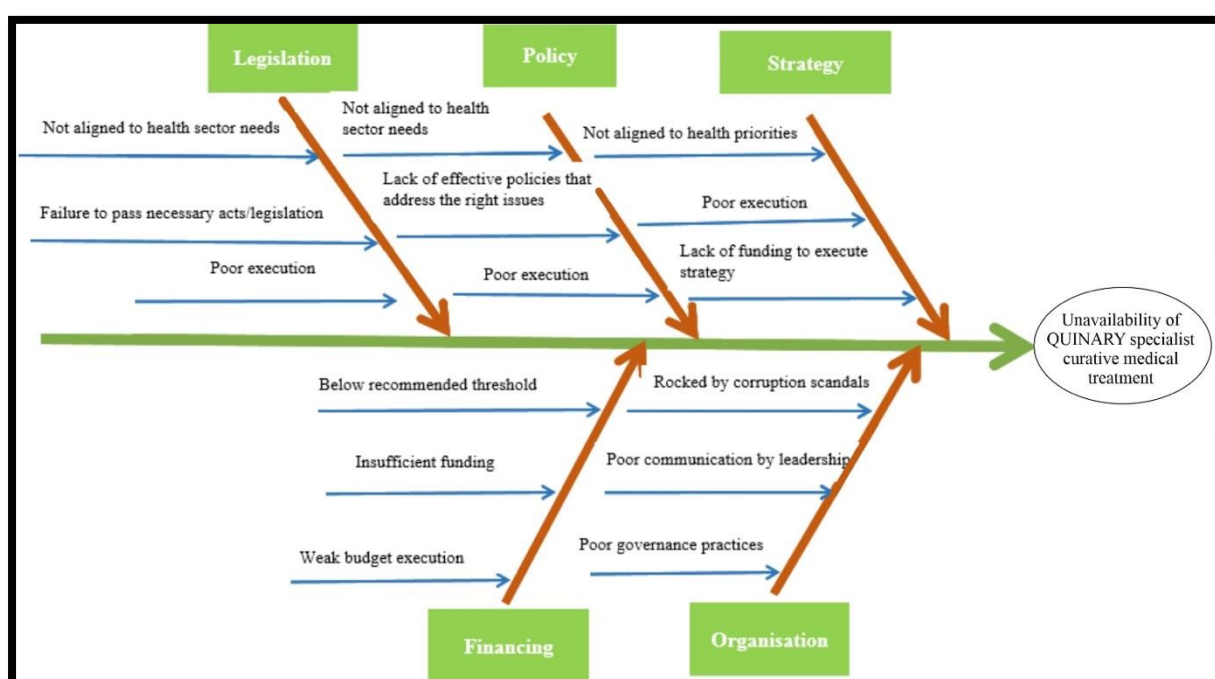 Legislation
Policy
Strategy
Not aligned to health sector needs
Not aligned to health
sector needs
Not aligned to health priorities
Failure to pass necessary acts/legislation
Lack of effective policies that
address the right issues
Poor execution
Poor execution
Poor execution
Lack of funding to execute
strategy
Unavailability of
QUINARY specialist
curative medical
treatment
Below recommended threshold
Rocked by corruption scandals
Insufficient funding
Poor communication by leadership
Weak budget execution
Poor governance practices
Financing
Organisation